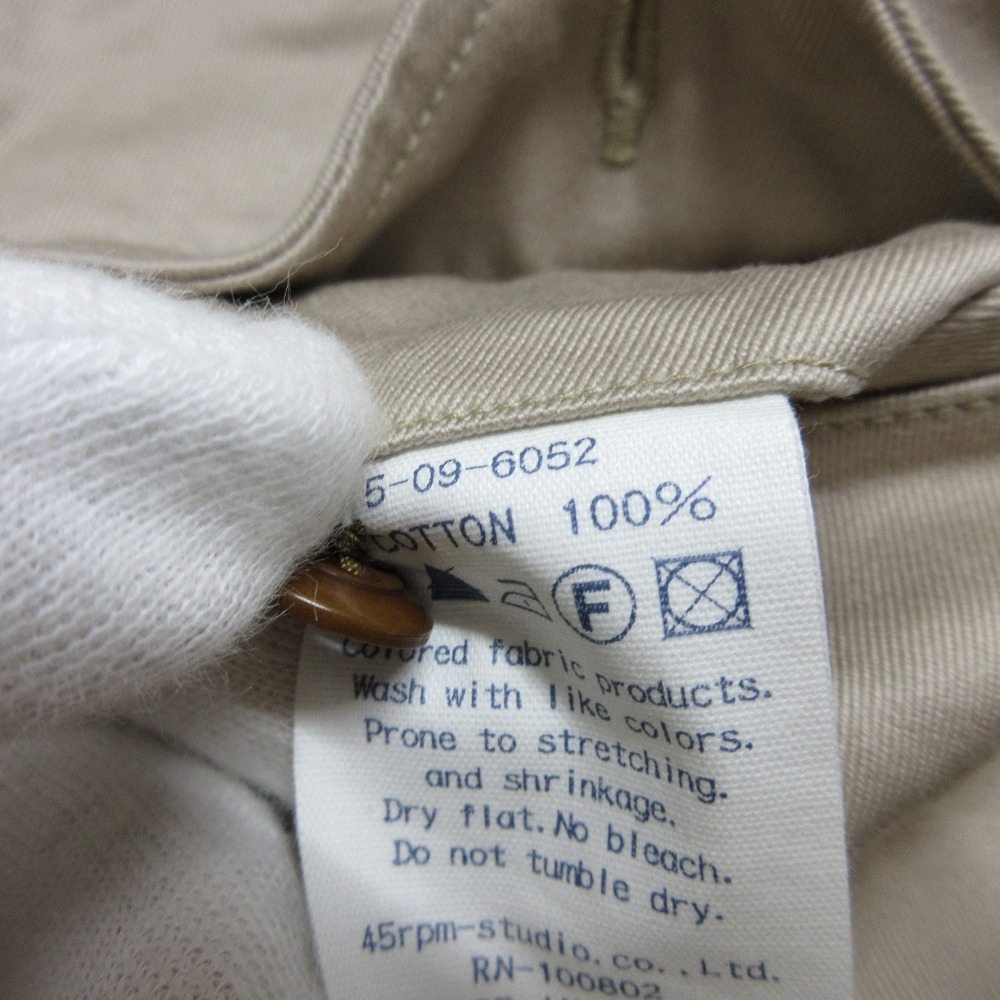 5-09-6052
COTTON 100%
F
Colored fabric products.
Wash with like colors.
Prone to stretching.
and shrinkage.
Dry flat. No bleach.
Do not tumble dry.
45rpm-studio.co.,Ltd.
RN-100802